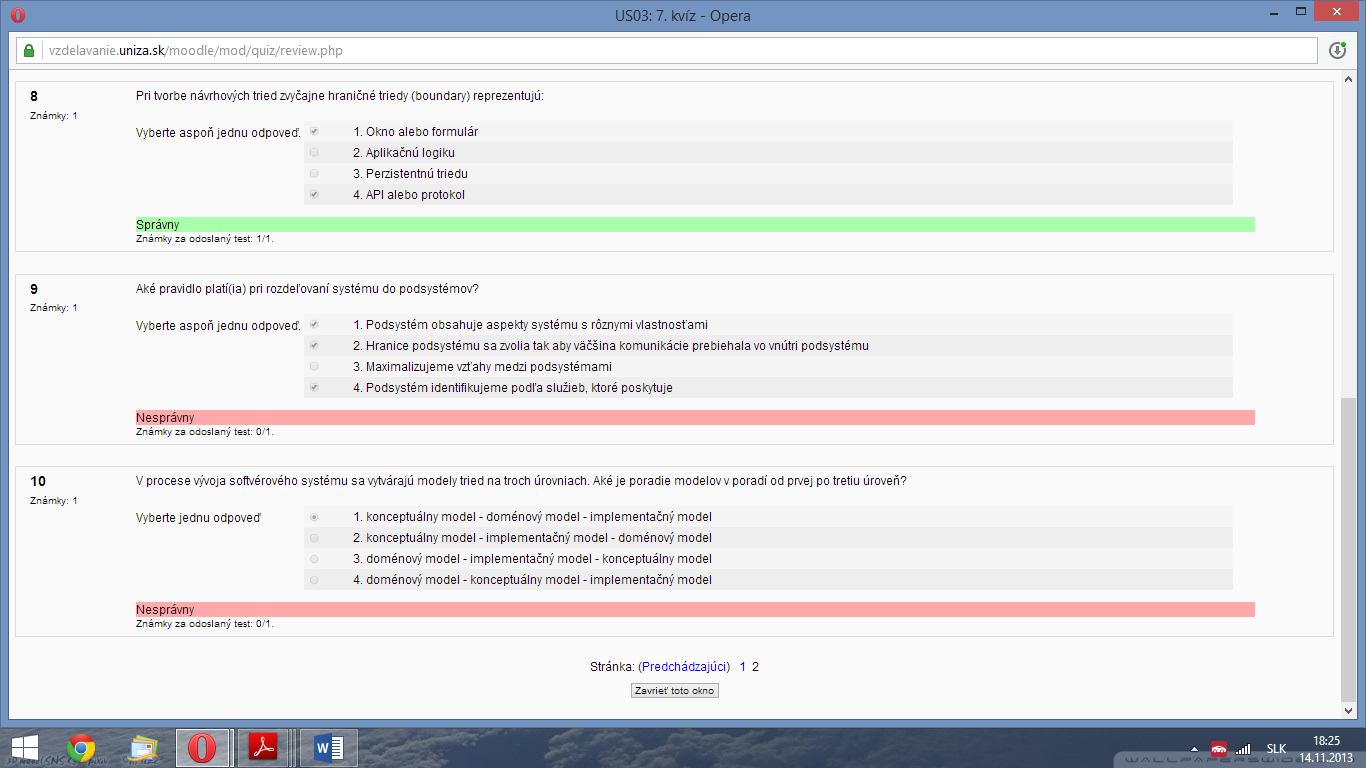 US03: 7. kvíz - Opera
vzdelavanie.uniza.sk/moodle/mod/quiz/review.php
8
Známky: 1
Pri tvorbe návrhových tried zvyčajne hraničné triedy (boundary) reprezentujú:
Vyberte aspoň jednu odpoveď.
1. Okno alebo formulár
2. Aplikačnú logiku
3. Perzistentnú triedu
4. API alebo protokol
Správny
Známky za odoslaný test: 1/1.
9
Známky: 1
Aké pravidlo platí(ia) pri rozdeľovaní systému do podsystémov?
Vyberte aspoň jednu odpoveď.
1. Podsystém obsahuje aspekty systému s rôznymi vlastnosťami
2. Hranice podsystému sa zvolia tak aby väčšina komunikácie prebiehala vo vnútri podsystému
3. Maximalizujeme vzťahy medzi podsystémami
4. Podsystém identifikujeme podľa služieb, ktoré poskytuje
Nesprávny
Známky za odoslaný test: 0/1.
10
Známky: 1
V procese vývoja softvérového systému sa vytvárajú modely tried na troch úrovniach. Aké je poradie modelov v poradí od prvej po tretiu úroveň?
Vyberte jednu odpoveď
1. konceptuálny model - doménový model - implementačný model
2. konceptuálny model - implementačný model - doménový model
3. doménový model - implementačný model - konceptuálny model
4. doménový model - konceptuálny model - implementačný model
Nesprávny
Známky za odoslaný test: 0/1.
Stránka: (Predchádzajúci) 1 2
Zavrieť toto okno
SLK
18:25
14.11.2013